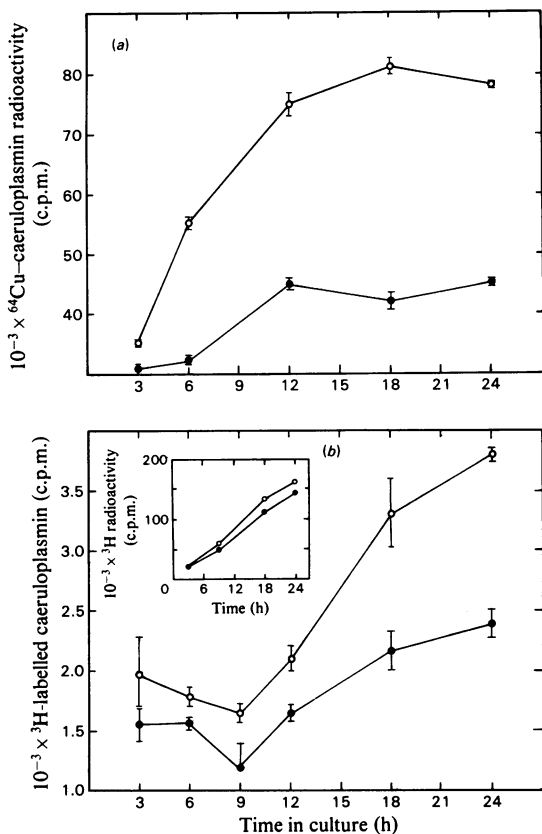 (a)
10⁻³ × ⁶⁴Cu–caeruloplasmin radioactivity
(c.p.m.)
80
70
60
50
40
3 6 9 12 15 18 21 24
(b)
10⁻³ × ³H-labelled caeruloplasmin (c.p.m.)
3.5
3.0
2.5
2.0
1.5
1.0
10⁻³ × ³H radioactivity
(c.p.m.)
200
100
0 6 12 18 24
Time (h)
3 6 9 12 15 18 21 24
Time in culture (h)